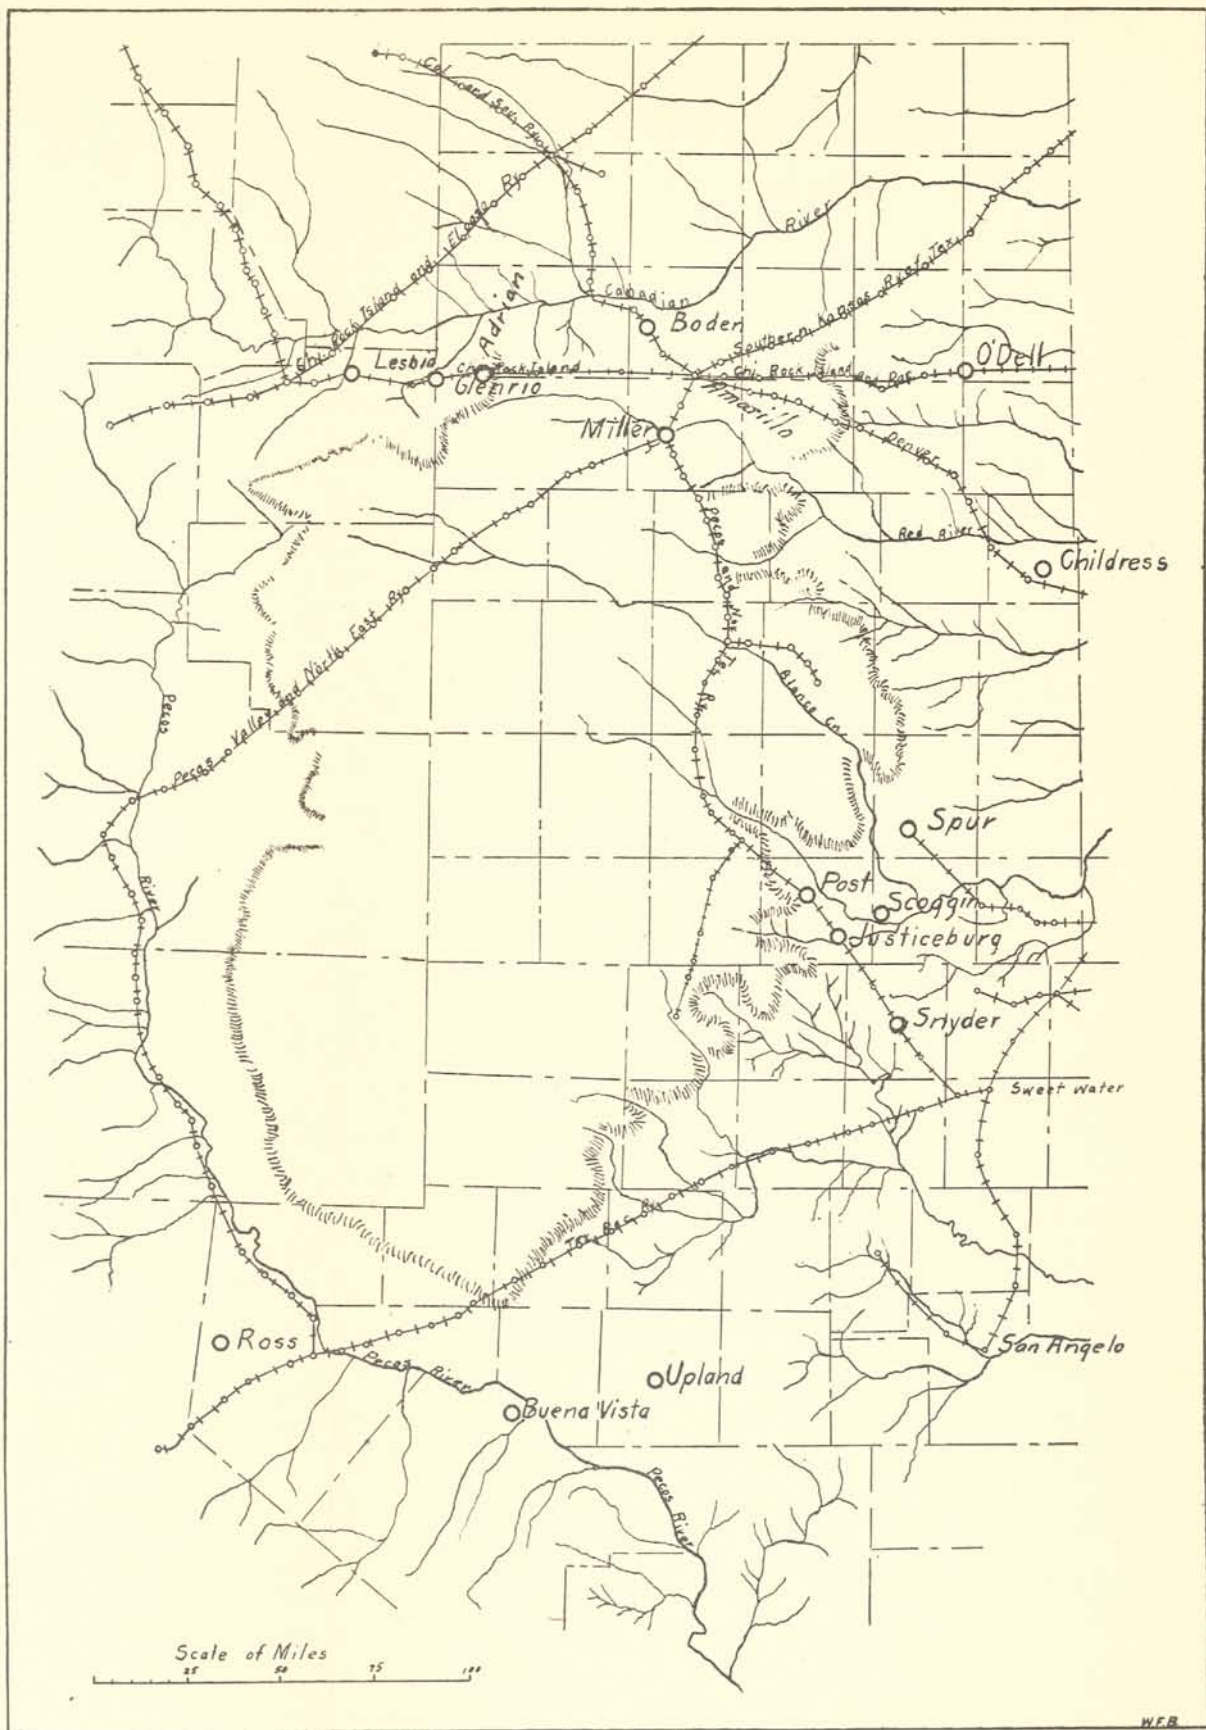 Col. and Sou. Ry.
Chi. Rock Island and El Paso Ry.
River
Canadian
Adrian
Boden
Southern Kansas Ry of Tex
Lesbia
Chi Rock Island
Glenrio
Chi. Rock Island and Pac.
O'Dell
Amarillo
Miller
Denver
Pecos and Nor. Tex Ry.
Red River
Childress
Pecos Valley and North East Ry
Blanco Cn.
Pecos
River
Spur
Post
Scoggin
Justiceburg
Snyder
Sweet Water
Tex. Pac. Ry.
Ross
Pecos River
San Angelo
Upland
Buena Vista
Pecos River
Scale of Miles
25 50 75 100
W.F.B.